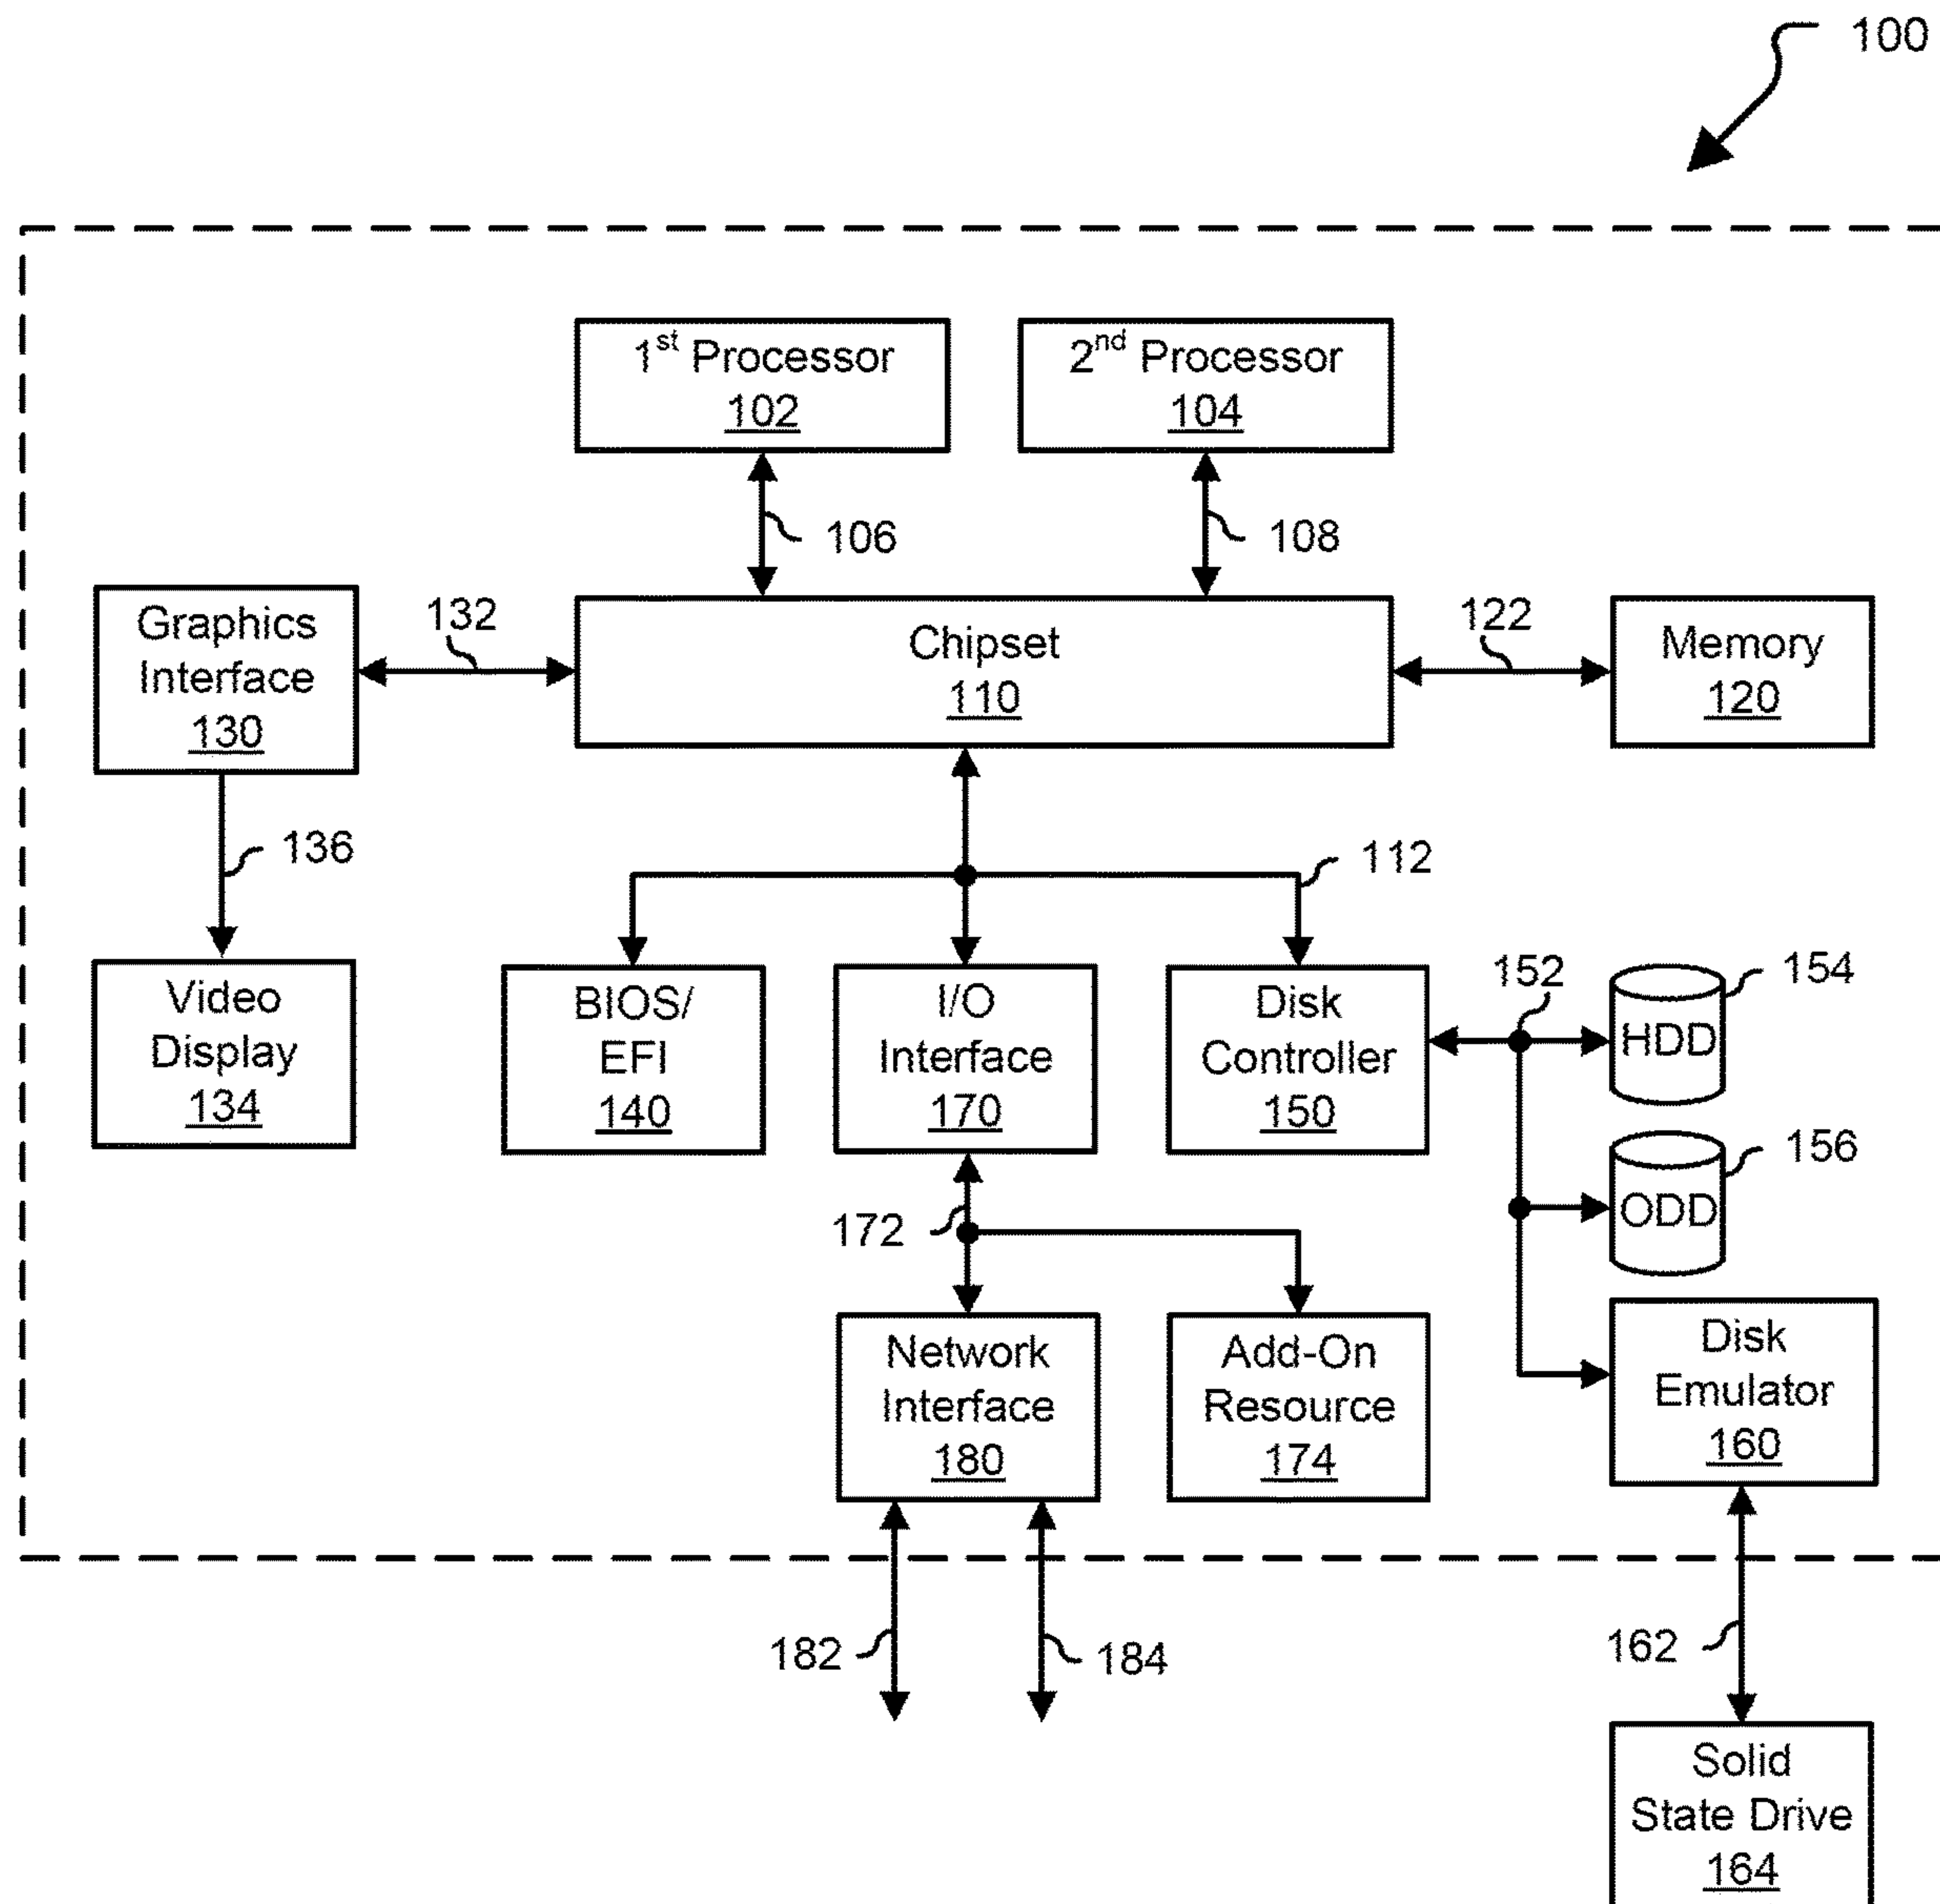 100
1st Processor
102
2nd Processor
104
106
108
Graphics
Interface
130
132
Chipset
110
122
Memory
120
136
112
Video
Display
134
BIOS/
EFI
140
I/O
Interface
170
Disk
Controller
150
152
HDD
154
ODD
156
172
Network
Interface
180
Add-On
Resource
174
Disk
Emulator
160
182
184
162
Solid
State Drive
164